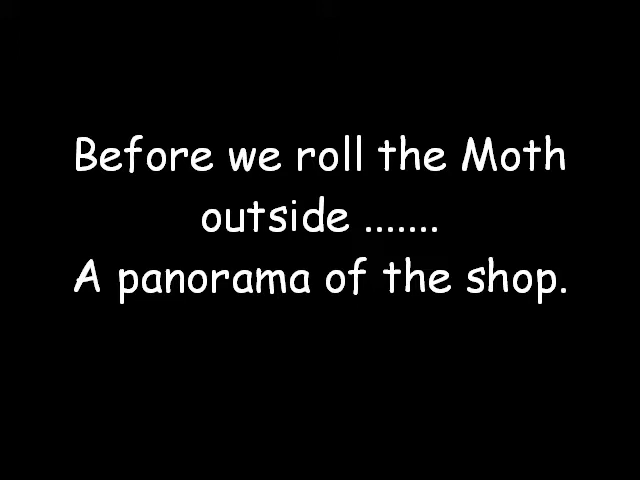 Before we roll the Moth
outside .......
A panorama of the shop.